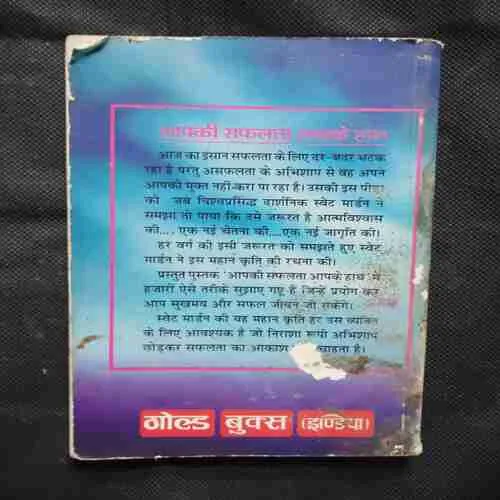 आपकी सफलता आपके हाथ
आज का इंसान सफलता के लिए दर-बदर भटक
रहा है परंतु असफलता के अभिशाप से वह अपने
आपको मुक्त नहीं करा पा रहा है। उसकी इस पीड़ा
को जब विश्वप्रसिद्ध दार्शनिक स्वेट मार्डन ने
समझा तो पाया कि उसे जरूरत है आत्मविश्वास
की.... एक नई चेतना की....एक नई जागृति की।
हर वर्ग की इसी जरूरत को समझते हुए स्वेट
मार्डन ने इस महान कृति की रचना की।
प्रस्तुत पुस्तक 'आपकी सफलता आपके हाथ' में
हजारों ऐसे तरीके सुझाए गए हैं जिन्हें प्रयोग कर
आप सुखमय और सफल जीवन जी सकेंगे।
स्वेट मार्डन की यह महान कृति हर उस व्यक्ति
के लिए आवश्यक है जो निराशा रूपी अभिशाप
छोड़कर सफलता का आकाश चाहता है।
गोल्ड बुक्स (इण्डिया)